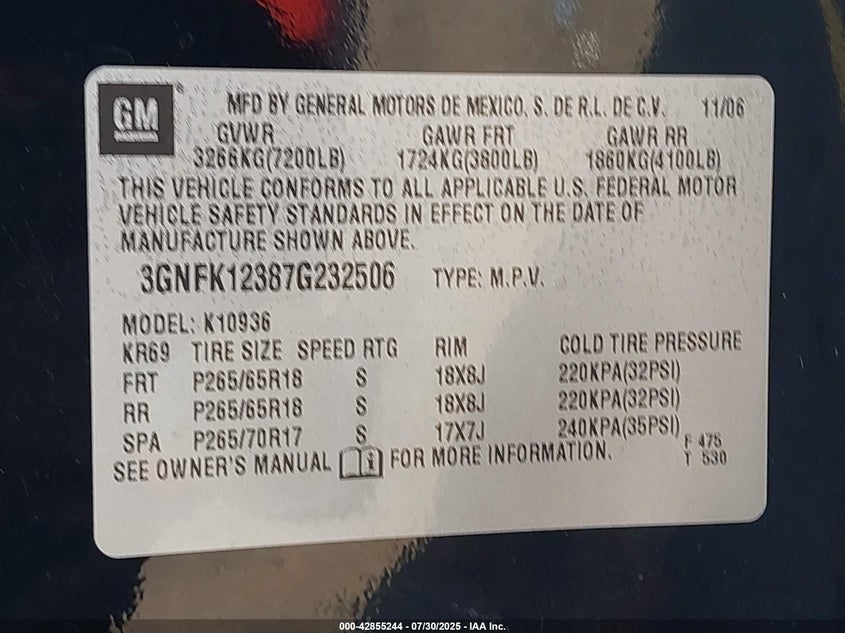 GM
MFD BY GENERAL MOTORS DE MEXICO, S. DE R.L. DE C.V. 11/06
GVWR GAWR FRT GAWR RR
3266KG(7200LB) 1724KG(3800LB) 1860KG(4100LB)
THIS VEHICLE CONFORMS TO ALL APPLICABLE U.S. FEDERAL MOTOR
VEHICLE SAFETY STANDARDS IN EFFECT ON THE DATE OF
MANUFACTURE SHOWN ABOVE.
3GNFK12387G232506 TYPE: M.P.V.
MODEL: K10936
KR69 TIRE SIZE SPEED RTG RIM COLD TIRE PRESSURE
FRT P265/65R18 S 18X8J 220KPA(32PSI)
RR P265/65R18 S 18X8J 220KPA(32PSI)
SPA P265/70R17 S 17X7J 240KPA(35PSI)
F 475
T 530
SEE OWNER'S MANUAL i FOR MORE INFORMATION.
000-42855244 - 07/30/2025 - IAA Inc.